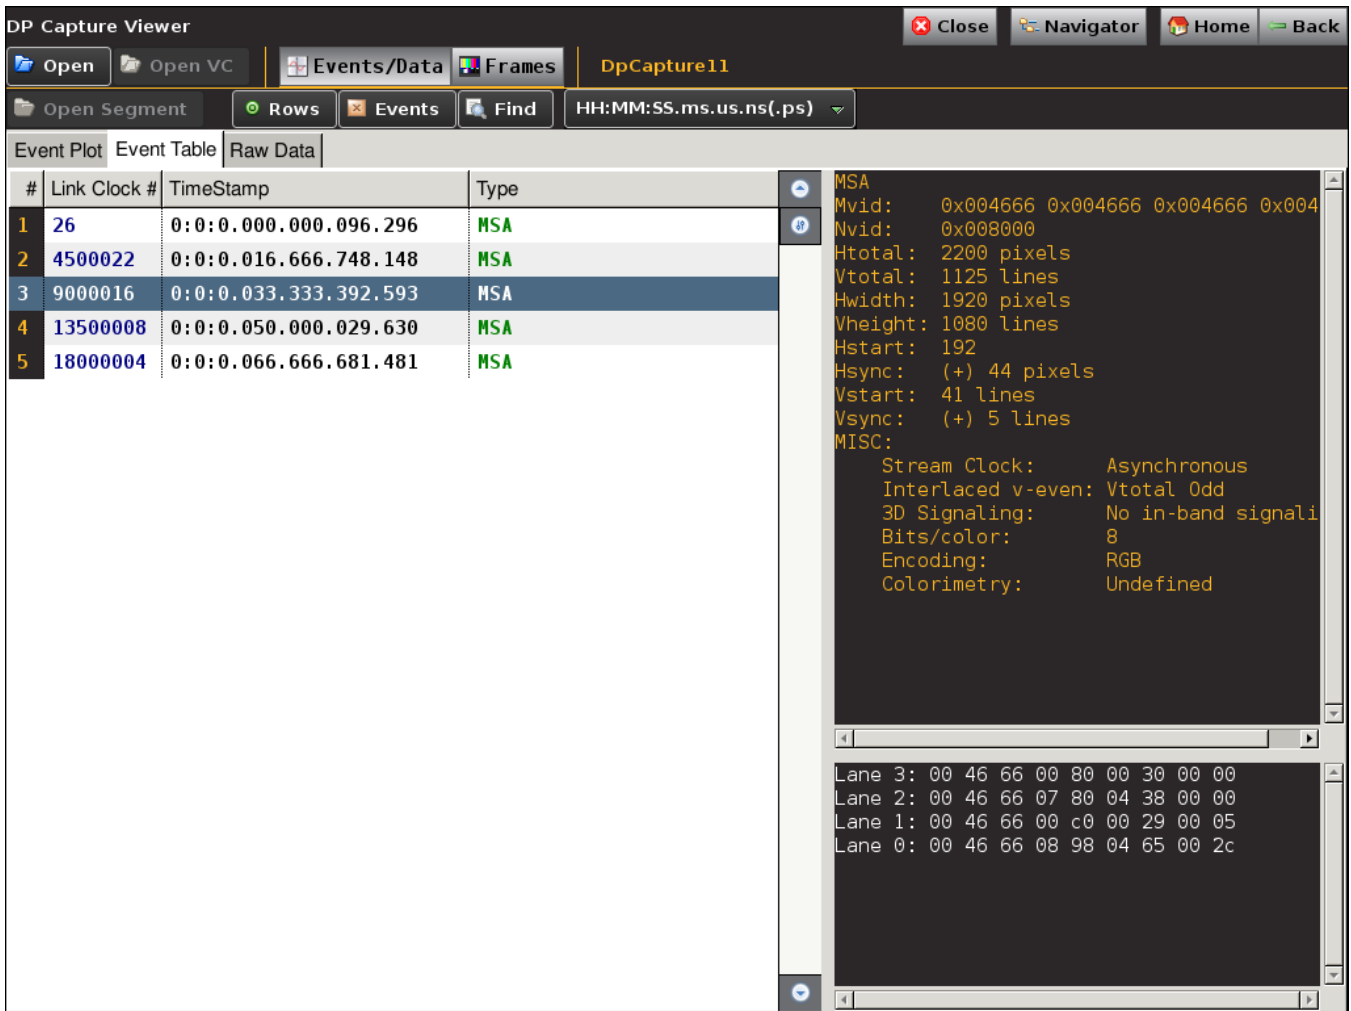 DP Capture Viewer
Close Navigator Home Back
Open Open VC Events/Data Frames DpCapture11
Open Segment Rows Events Find HH:MM:SS.ms.us.ns(.ps)
Event Plot Event Table Raw Data
# Link Clock # TimeStamp Type
1 26 0:0:0.000.000.096.296 MSA
2 4500022 0:0:0.016.666.748.148 MSA
3 9000016 0:0:0.033.333.392.593 MSA
4 13500008 0:0:0.050.000.029.630 MSA
5 18000004 0:0:0.066.666.681.481 MSA
MSA
Mvid: 0x004666 0x004666 0x004666 0x004
Nvid: 0x008000
Htotal: 2200 pixels
Vtotal: 1125 lines
Hwidth: 1920 pixels
Vheight: 1080 lines
Hstart: 192
Hsync: (+) 44 pixels
Vstart: 41 lines
Vsync: (+) 5 lines
MISC:
Stream Clock: Asynchronous
Interlaced v-even: Vtotal Odd
3D Signaling: No in-band signali
Bits/color: 8
Encoding: RGB
Colorimetry: Undefined
Lane 3: 00 46 66 00 80 00 30 00 00
Lane 2: 00 46 66 07 80 04 38 00 00
Lane 1: 00 46 66 00 c0 00 29 00 05
Lane 0: 00 46 66 08 98 04 65 00 2c